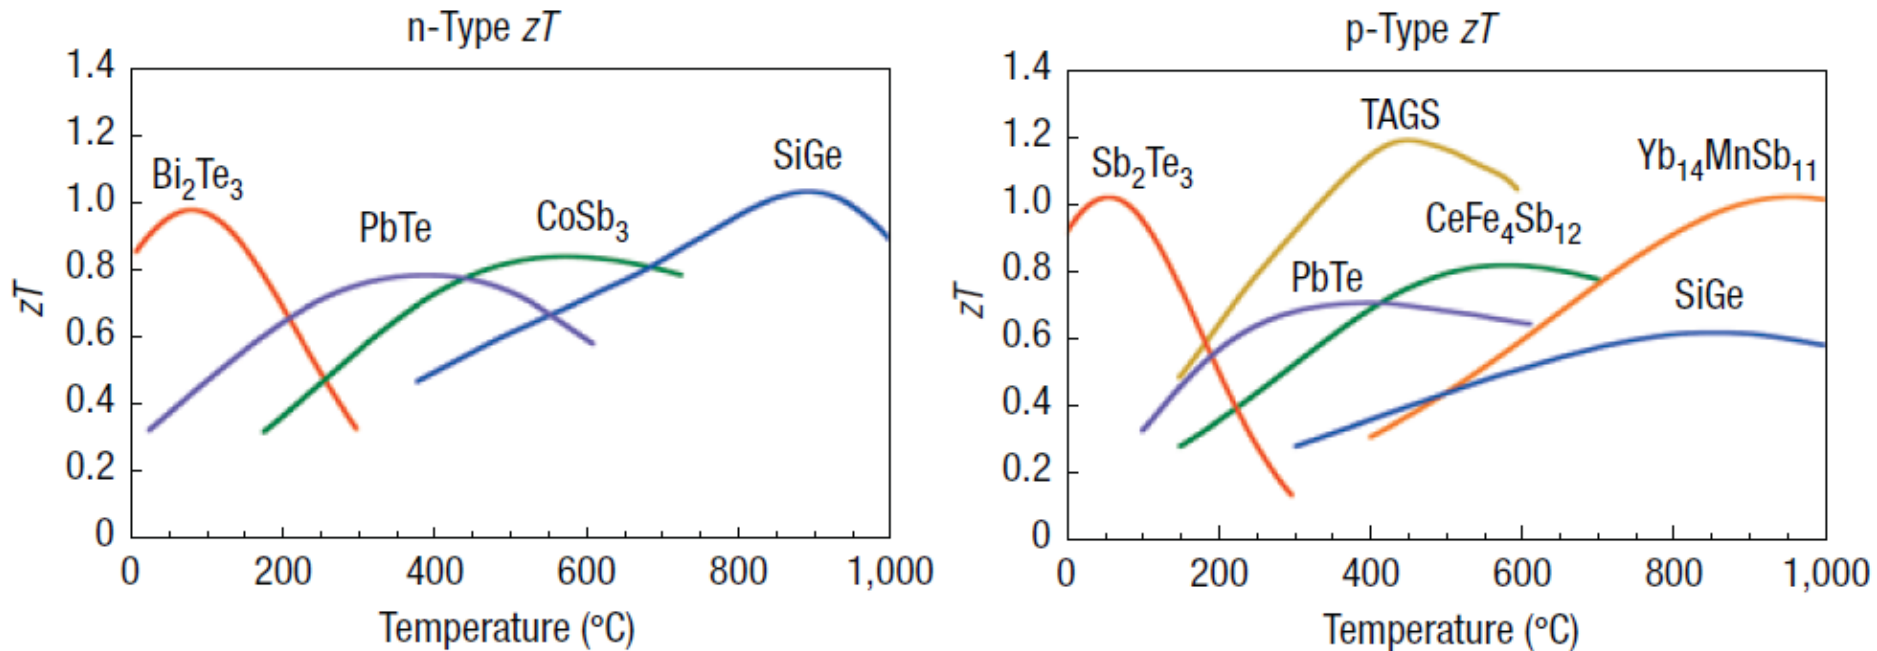 n-Type zT
1.4
1.2
1.0
0.8
0.6
0.4
0.2
0
zT
Bi₂Te₃
PbTe
CoSb₃
SiGe
0 200 400 600 800 1,000
Temperature (°C)
p-Type zT
1.4
1.2
1.0
0.8
0.6
0.4
0.2
0
zT
TAGS
Sb₂Te₃
Yb₁₄MnSb₁₁
CeFe₄Sb₁₂
PbTe
SiGe
0 200 400 600 800 1,000
Temperature (°C)